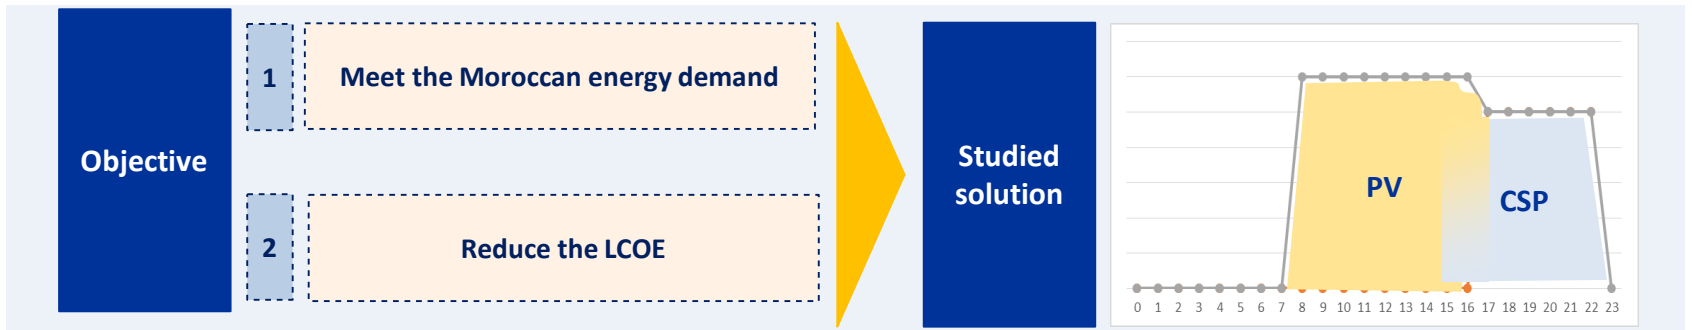 Objective
1
Meet the Moroccan energy demand
2
Reduce the LCOE
Studied
solution
PV
CSP
0 1 2 3 4 5 6 7 8 9 10 11 12 13 14 15 16 17 18 19 20 21 22 23